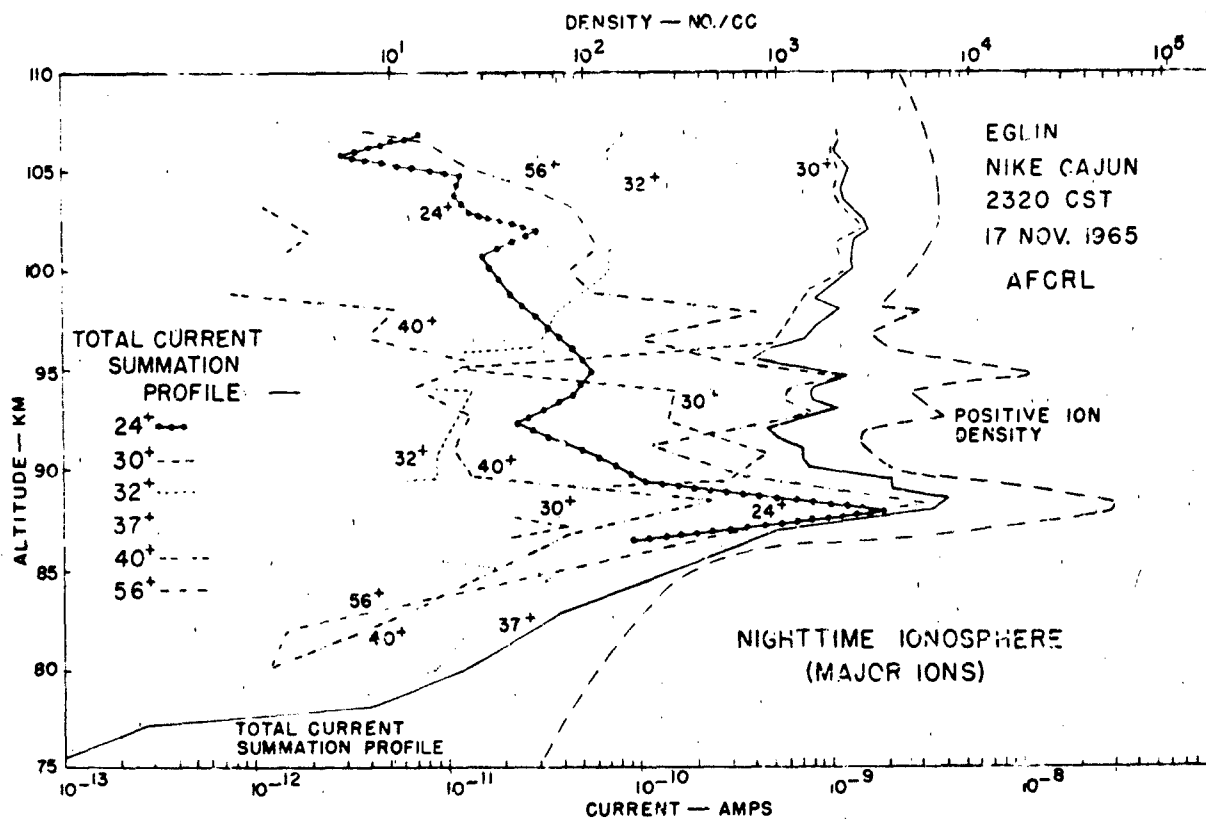 DENSITY — NO./CC
10¹ 10² 10³ 10⁴ 10⁵
110
105
100
95
90
85
80
75
ALTITUDE — KM
EGLIN
NIKE CAJUN
2320 CST
17 NOV. 1965
AFCRL
56⁺
32⁺
30⁺
24⁺
40⁺
TOTAL CURRENT
SUMMATION
PROFILE —
24⁺
30⁺
32⁺
37⁺
40⁺
56⁺
30⁺
POSITIVE ION
DENSITY
32⁺
40⁺
30⁺
24⁺
56⁺
40⁺
37⁺
NIGHTTIME IONOSPHERE
(MAJOR IONS)
TOTAL CURRENT
SUMMATION PROFILE
10⁻¹³ 10⁻¹² 10⁻¹¹ 10⁻¹⁰ 10⁻⁹ 10⁻⁸
CURRENT — AMPS